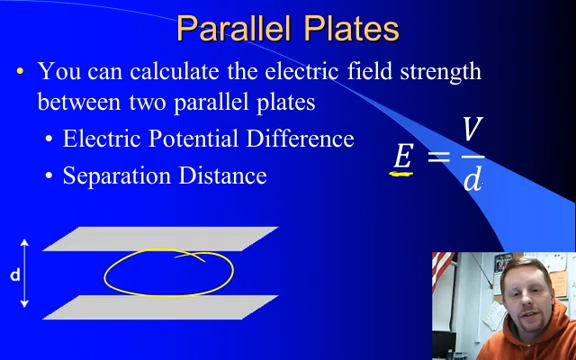 Parallel Plates
• You can calculate the electric field strength
between two parallel plates
• Electric Potential Difference
• Separation Distance
E = V/d
d